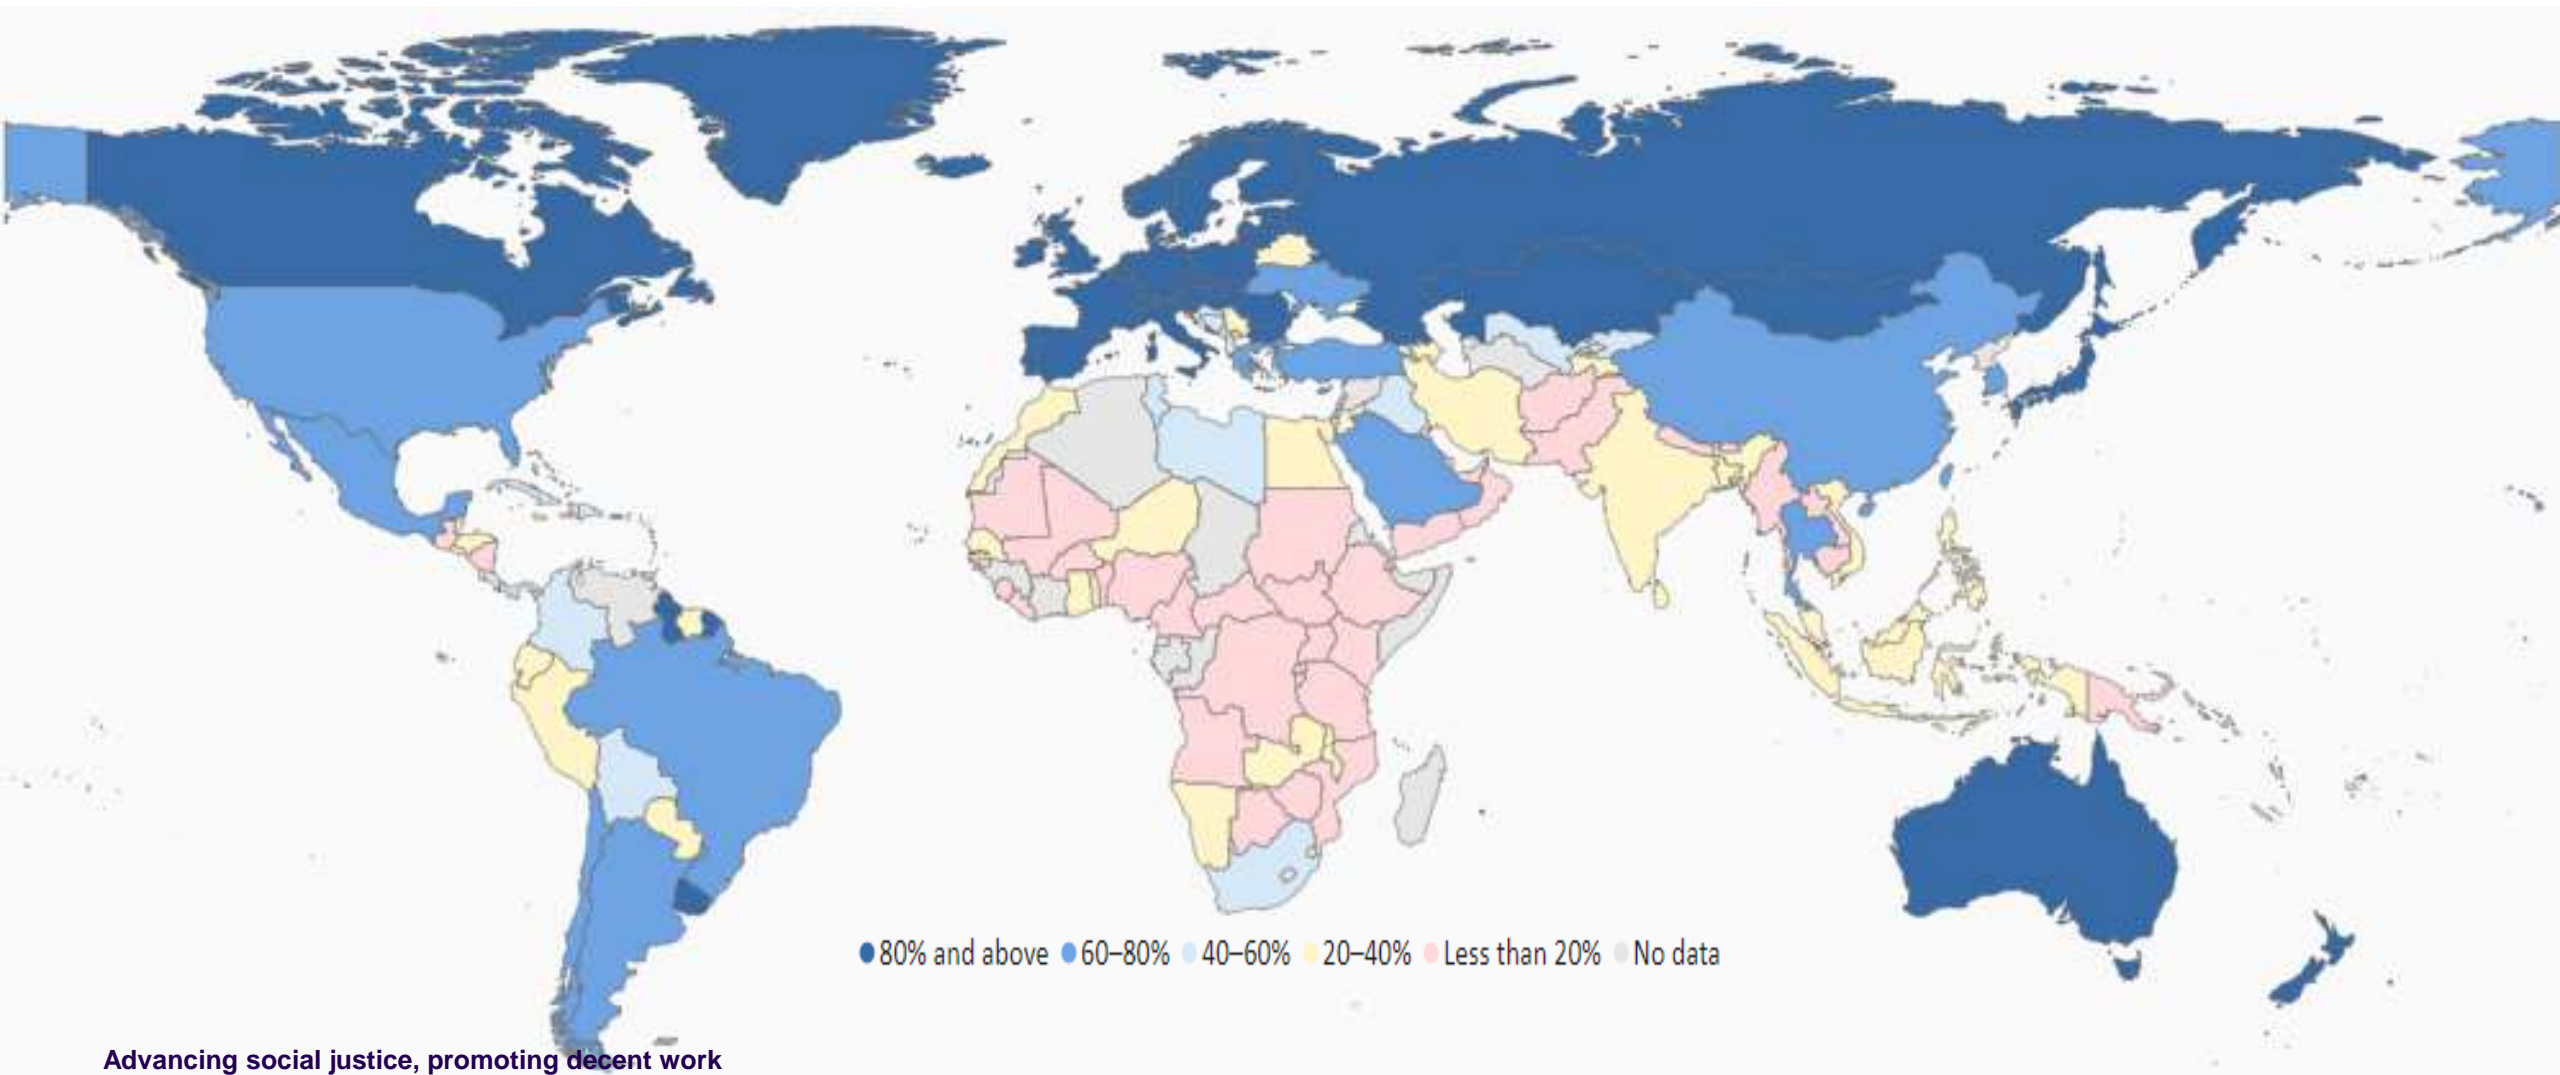 80% and above 60–80% 40–60% 20–40% Less than 20% No data
Advancing social justice, promoting decent work